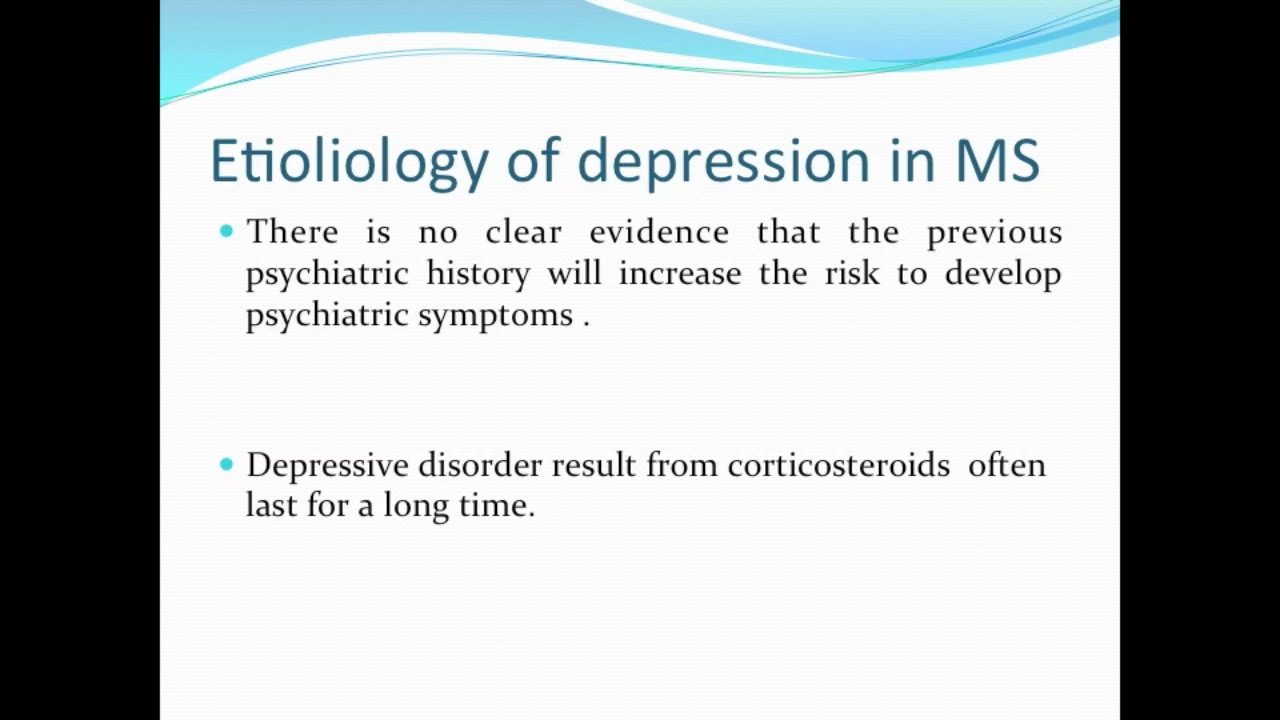 Etioliology of depression in MS
There is no clear evidence that the previous
psychiatric history will increase the risk to develop
psychiatric symptoms .
Depressive disorder result from corticosteroids often
last for a long time.